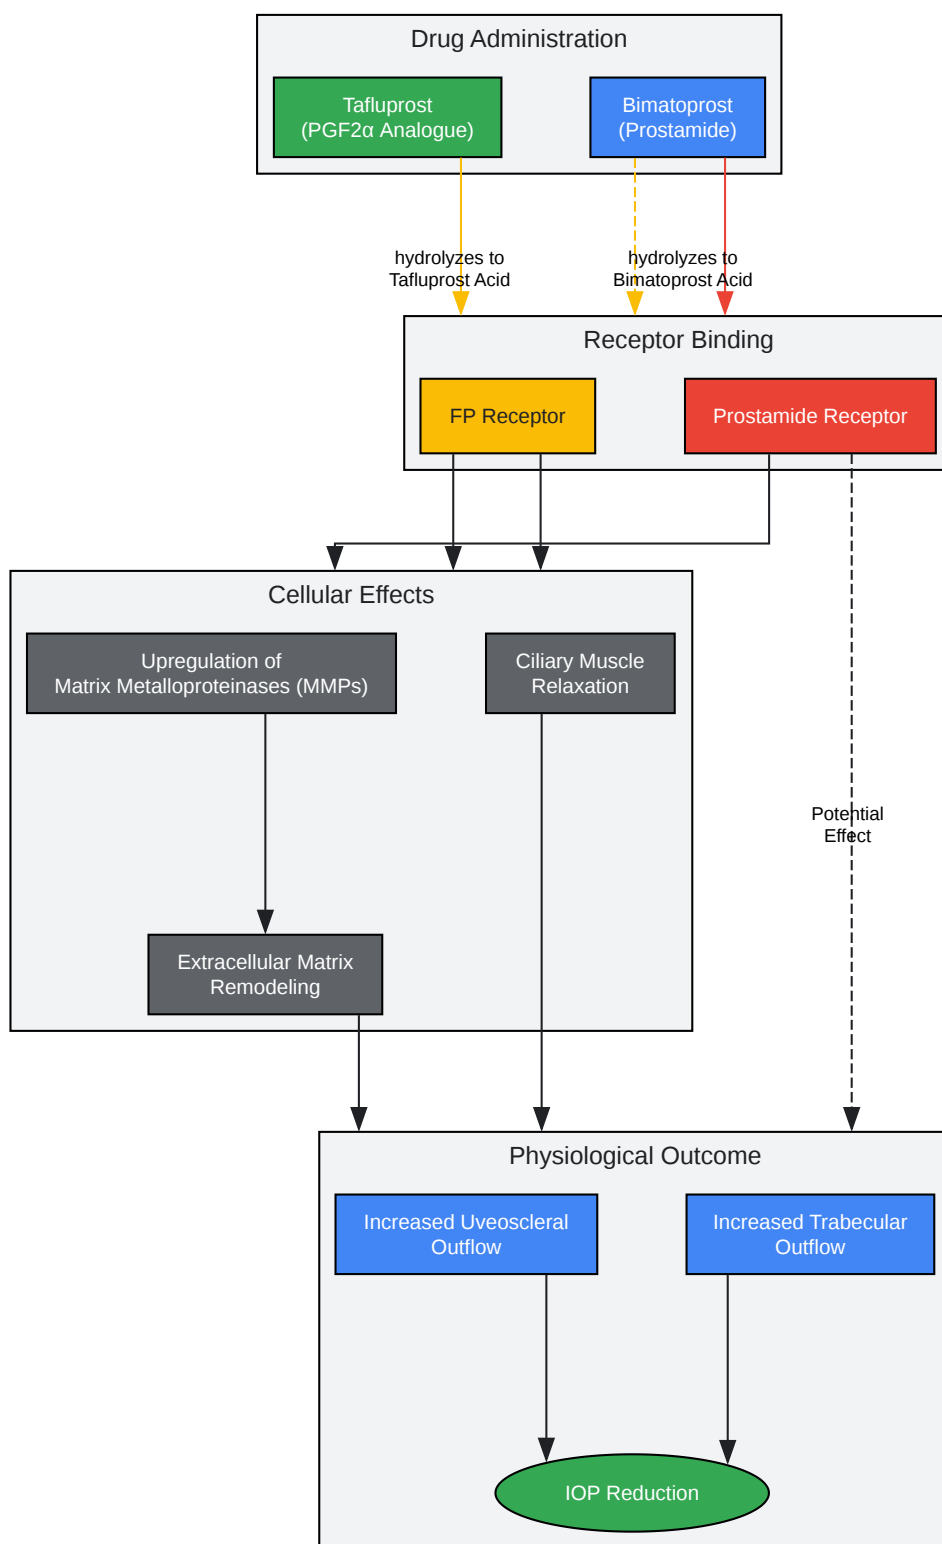 Drug Administration
Tafluprost
(PGF2α Analogue)
Bimatoprost
(Prostamide)
hydrolyzes to
Tafluprost Acid
hydrolyzes to
Bimatoprost Acid
Receptor Binding
FP Receptor
Prostamide Receptor
Cellular Effects
Upregulation of
Matrix Metalloproteinases (MMPs)
Ciliary Muscle
Relaxation
Potential
Effect
Extracellular Matrix
Remodeling
Physiological Outcome
Increased Uveoscleral
Outflow
Increased Trabecular
Outflow
IOP Reduction